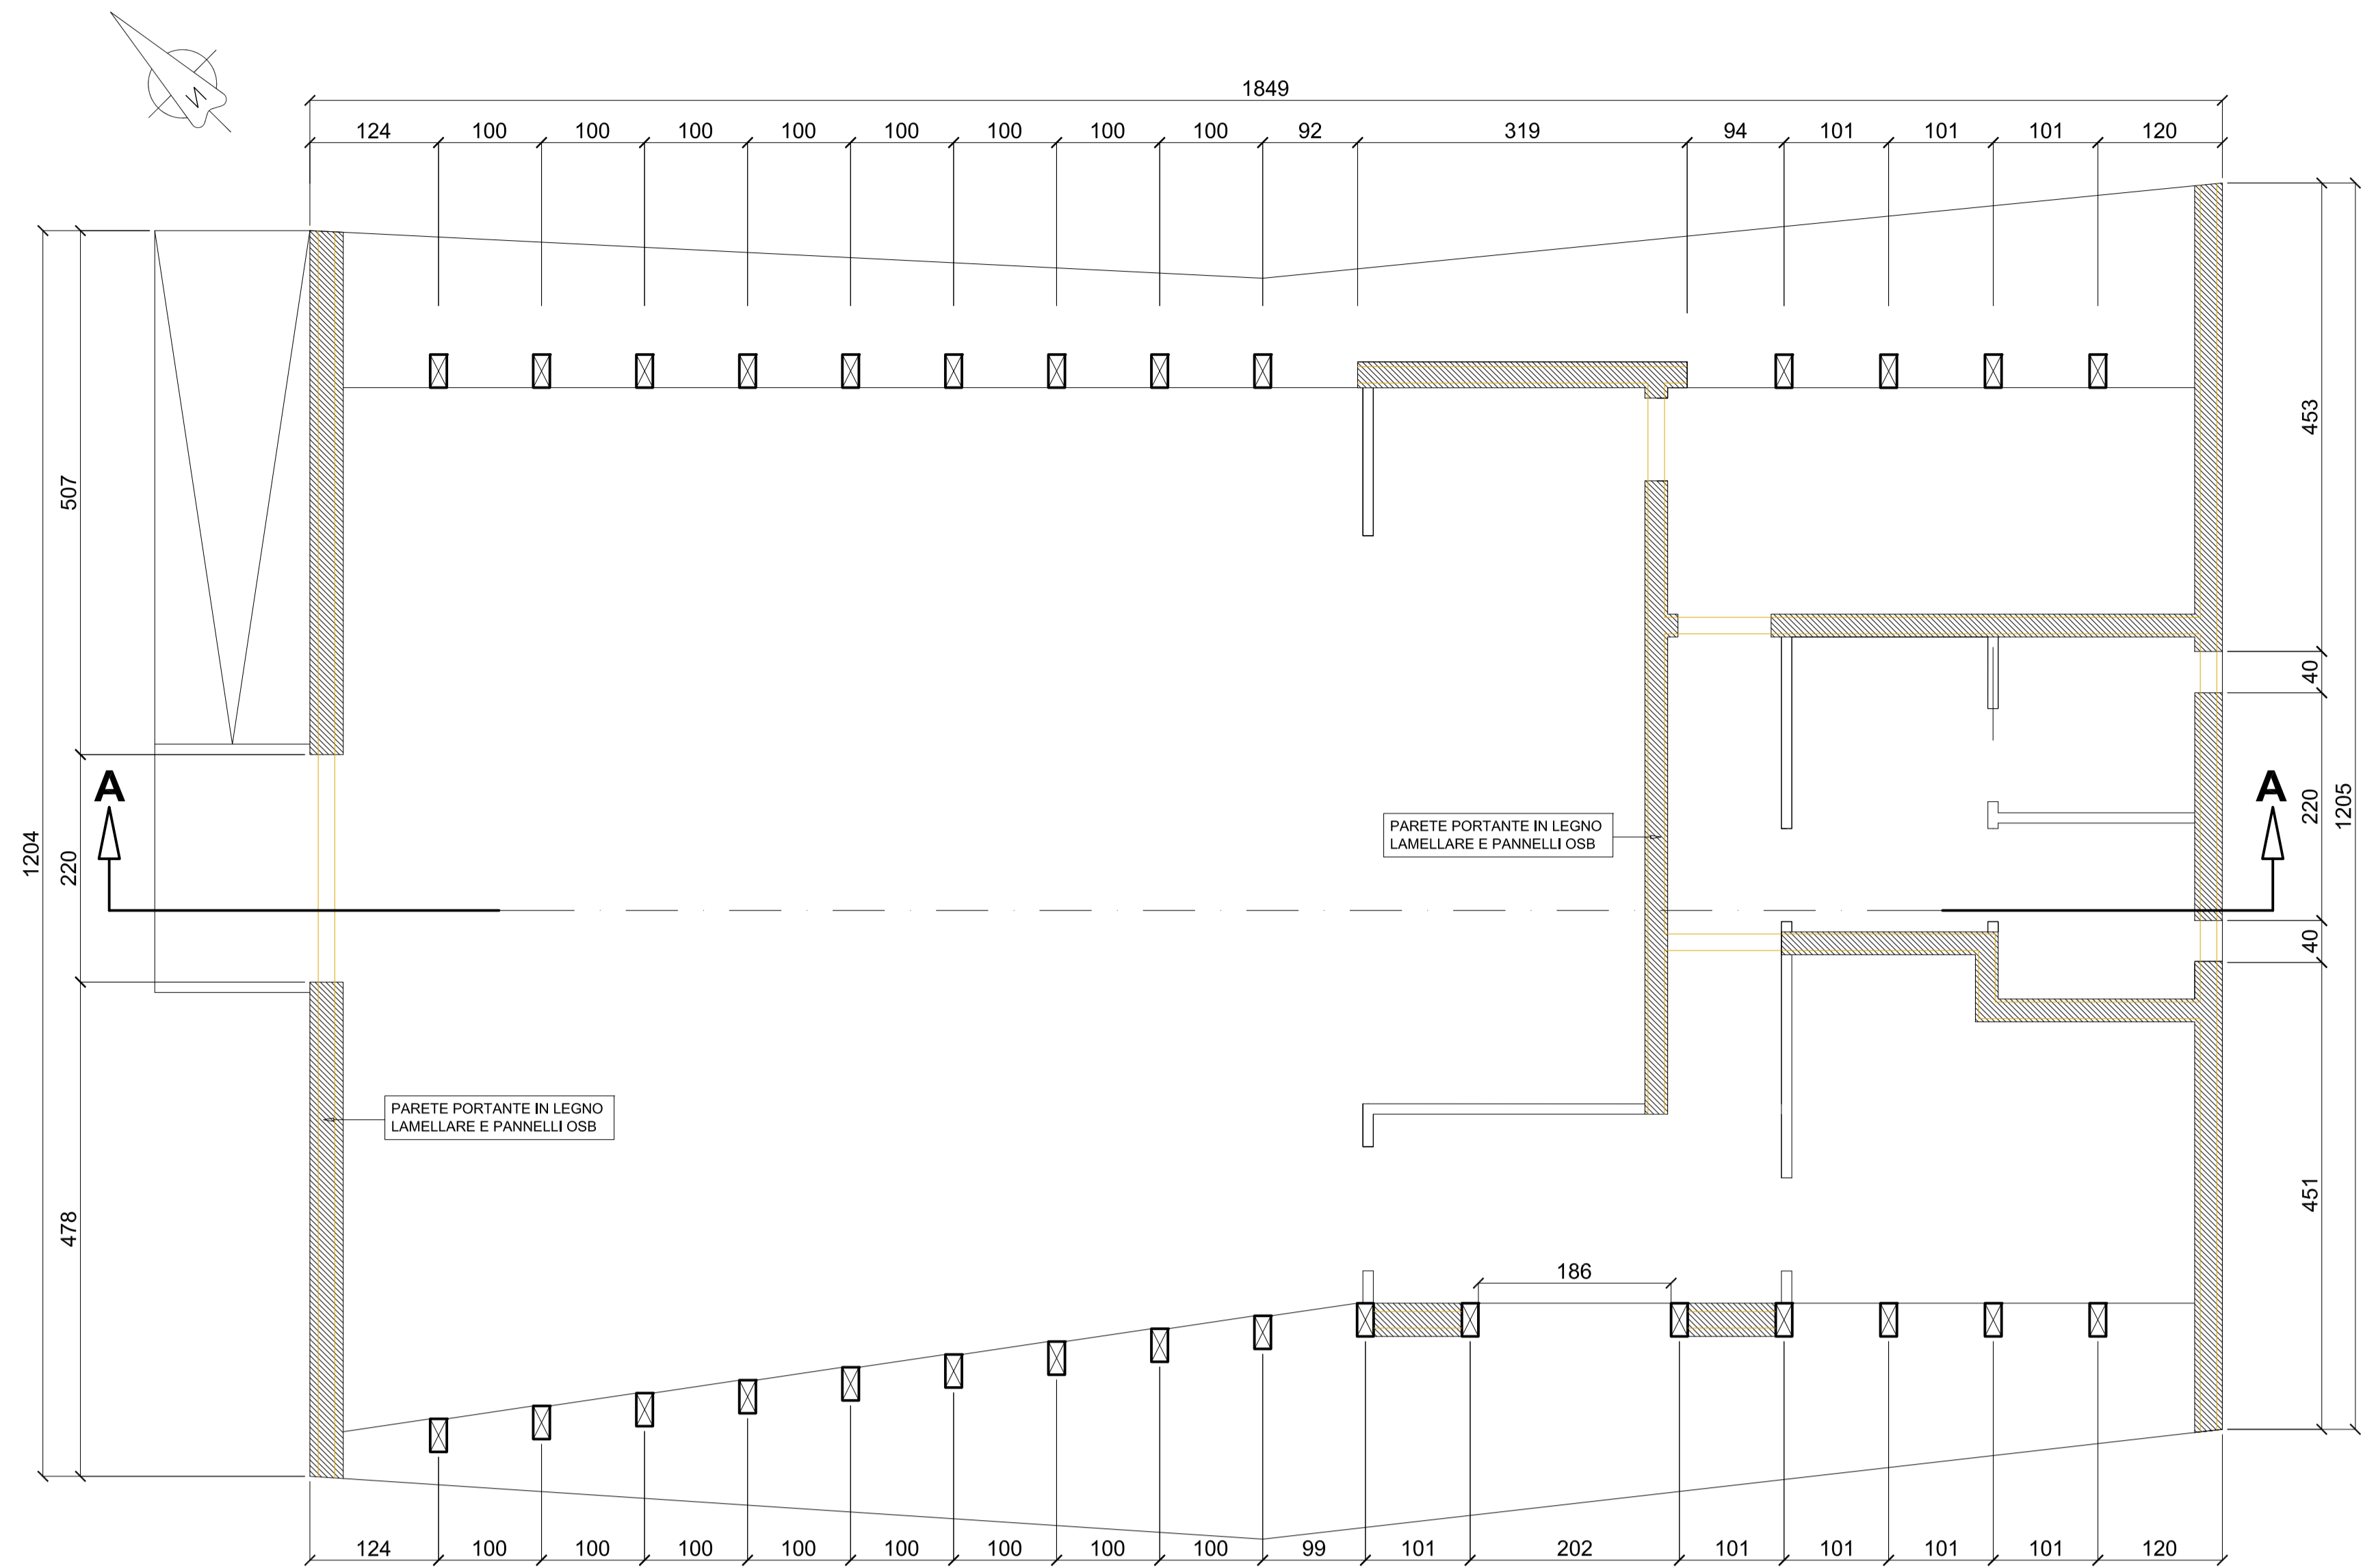 N
1849
124 100 100 100 100 100 100 100 100 92 319 94 101 101 101 120
507
220
478
1204
453
40
220
40
451
1205
A
A
PARETE PORTANTE IN LEGNO
LAMELLARE E PANNELLI OSB
PARETE PORTANTE IN LEGNO
LAMELLARE E PANNELLI OSB
186
124 100 100 100 100 100 100 100 100 99 101 202 101 101 101 101 120